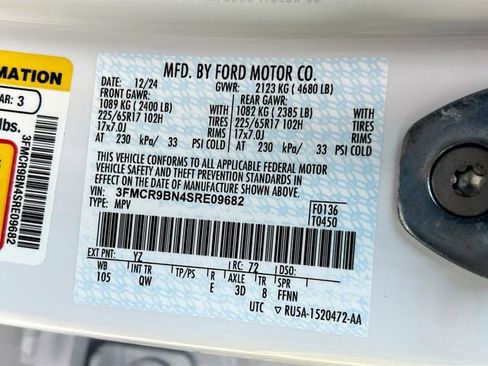 MATION
AR: 3
lbs.
3FMCR9BN4SRE09682
MFD. BY FORD MOTOR CO.
12/24 GVWR: 2123 KG ( 4680 LB)
FRONT GAWR: REAR GAWR:
1089 KG ( 2400 LB) WITH 1082 KG ( 2385 LB) WITH
225/65R17 102H TIRES 225/65R17 102H TIRES
17x7.0J RIMS 17x7.0J RIMS
AT 230 kPa/ 33 PSI COLD AT 230 kPa/ 33 PSI COLD
THIS VEHICLE CONFORMS TO ALL APPLICABLE FEDERAL MOTOR
VEHICLE SAFETY AND THEFT PREVENTION STANDARDS IN
EFFECT ON THE DATE OF MANUFACTURE SHOWN ABOVE.
VIN: 3FMCR9BN4SRE09682 F0136
TYPE: MPV T0450
EXT PNT: YZ RC: 72 DSO:
WB INT TR TP/PS R AXLE TR SPR
105 QW E 3D 8 FFNN
UTC ▽ RU5A-1520472-AA